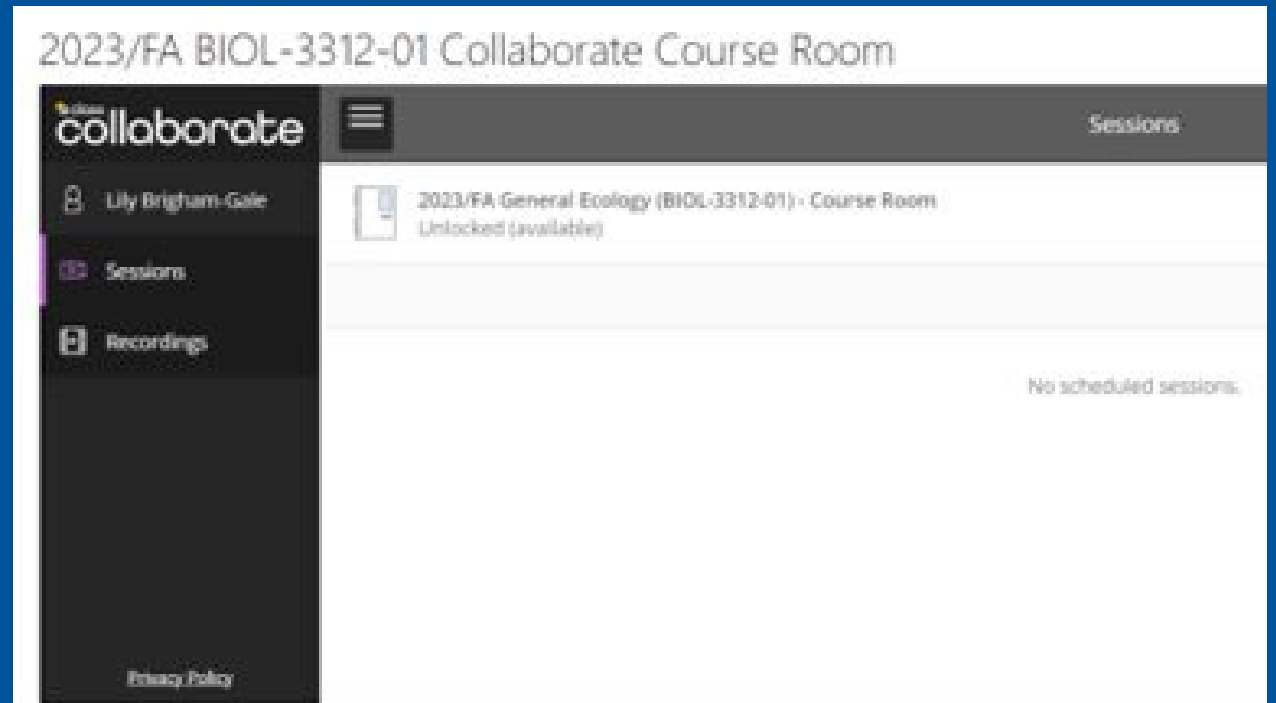 2023/FA BIOL-3312-01 Collaborate Course Room
collaborate
Sessions
Lily Brigham-Gale
2023/FA General Ecology (BIOL-3312-01) - Course Room
Unlocked (available)
Sessions
Recordings
No scheduled sessions.
Privacy Policy